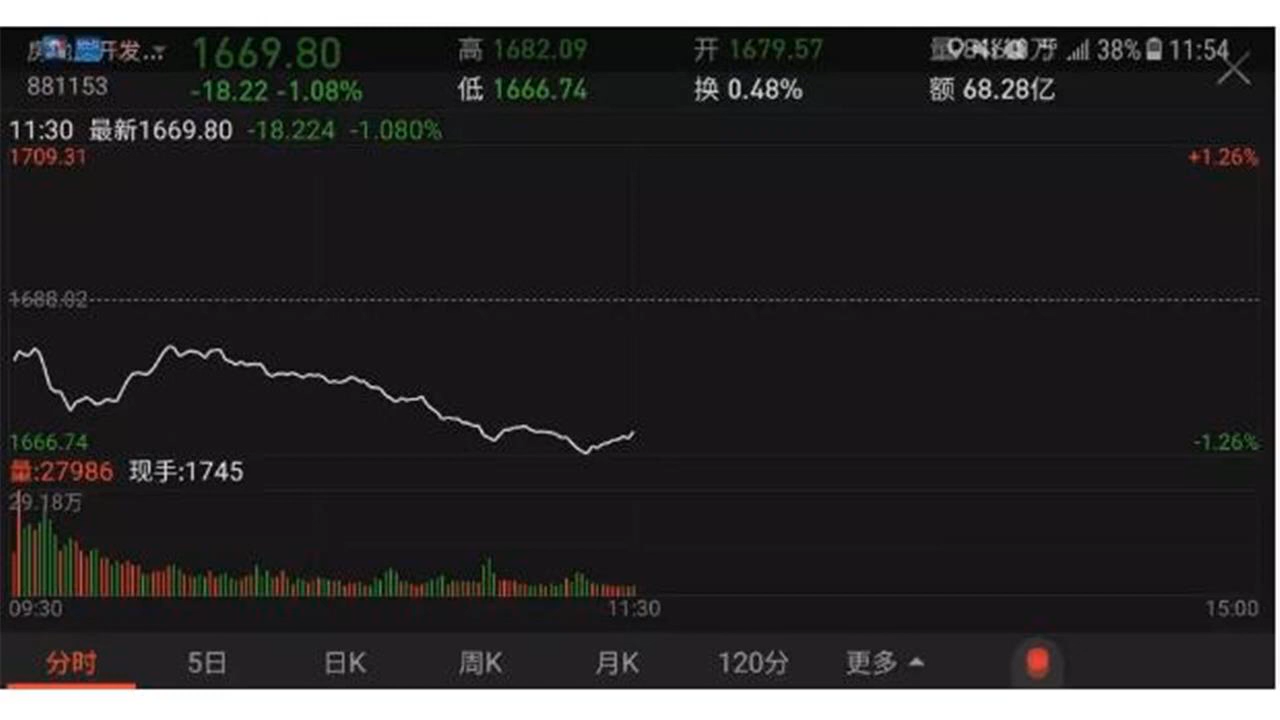 开发... 1669.80 高 1682.09 开 1679.57 38% 11:54
881153 -18.22 -1.08% 低 1666.74 换 0.48% 额 68.28亿
11:30 最新1669.80 -18.224 -1.080%
1709.31 +1.26%
1688.02
1666.74 -1.26%
量:27986 现手:1745
29.18万
09:30 11:30 15:00
分时 5日 日K 周K 月K 120分 更多